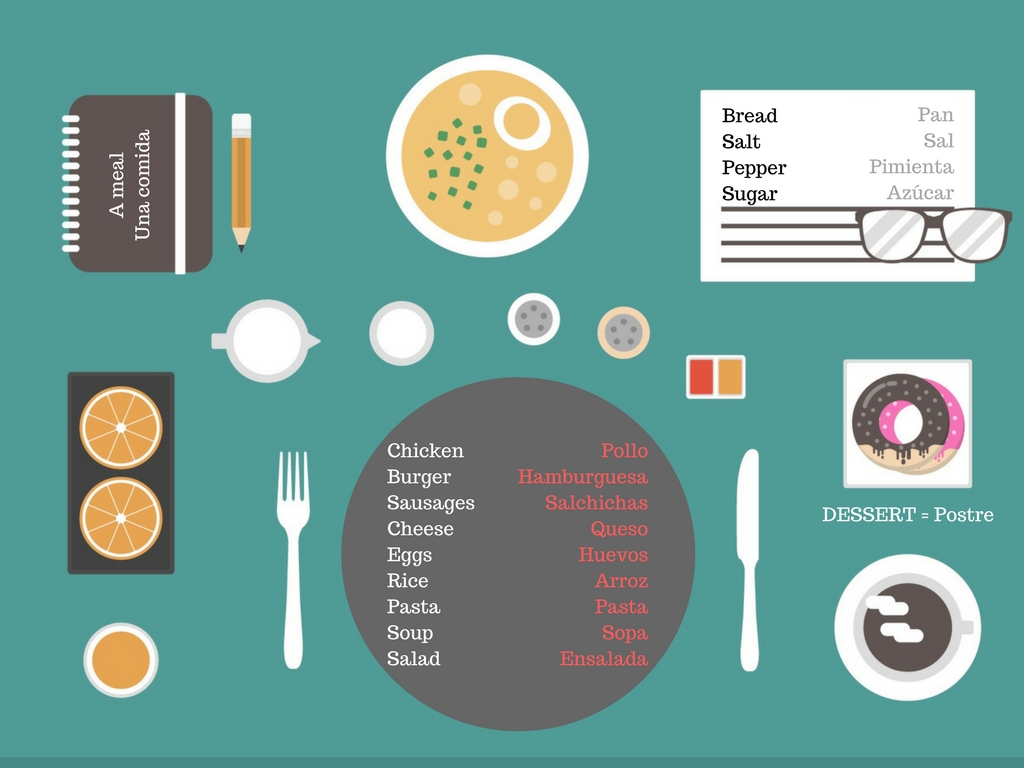 A meal
Una comida
Bread Pan
Salt Sal
Pepper Pimienta
Sugar Azúcar
Chicken Pollo
Burger Hamburguesa
Sausages Salchichas
Cheese Queso
Eggs Huevos
Rice Arroz
Pasta Pasta
Soup Sopa
Salad Ensalada
DESSERT = Postre